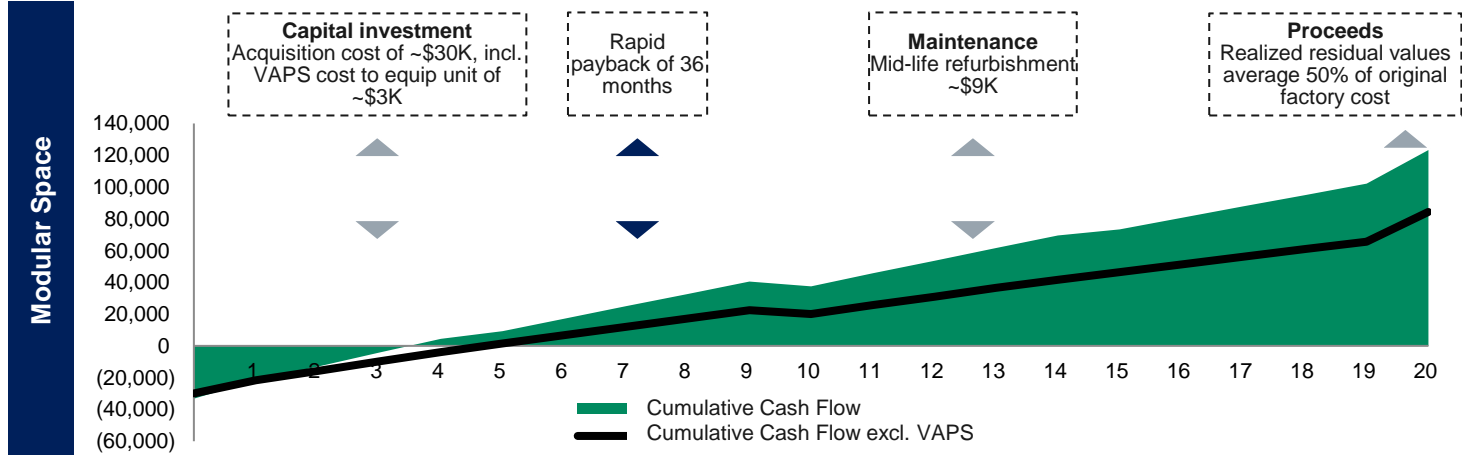 Modular Space
Capital investment
Acquisition cost of ~$30K, incl.
VAPS cost to equip unit of
~$3K
Rapid
payback of 36
months
Maintenance
Mid-life refurbishment
~$9K
Proceeds
Realized residual values
average 50% of original
factory cost
140,000
120,000
100,000
80,000
60,000
40,000
20,000
0
(20,000)
(40,000)
(60,000)
1 2 3 4 5 6 7 8 9 10 11 12 13 14 15 16 17 18 19 20
Cumulative Cash Flow
Cumulative Cash Flow excl. VAPS